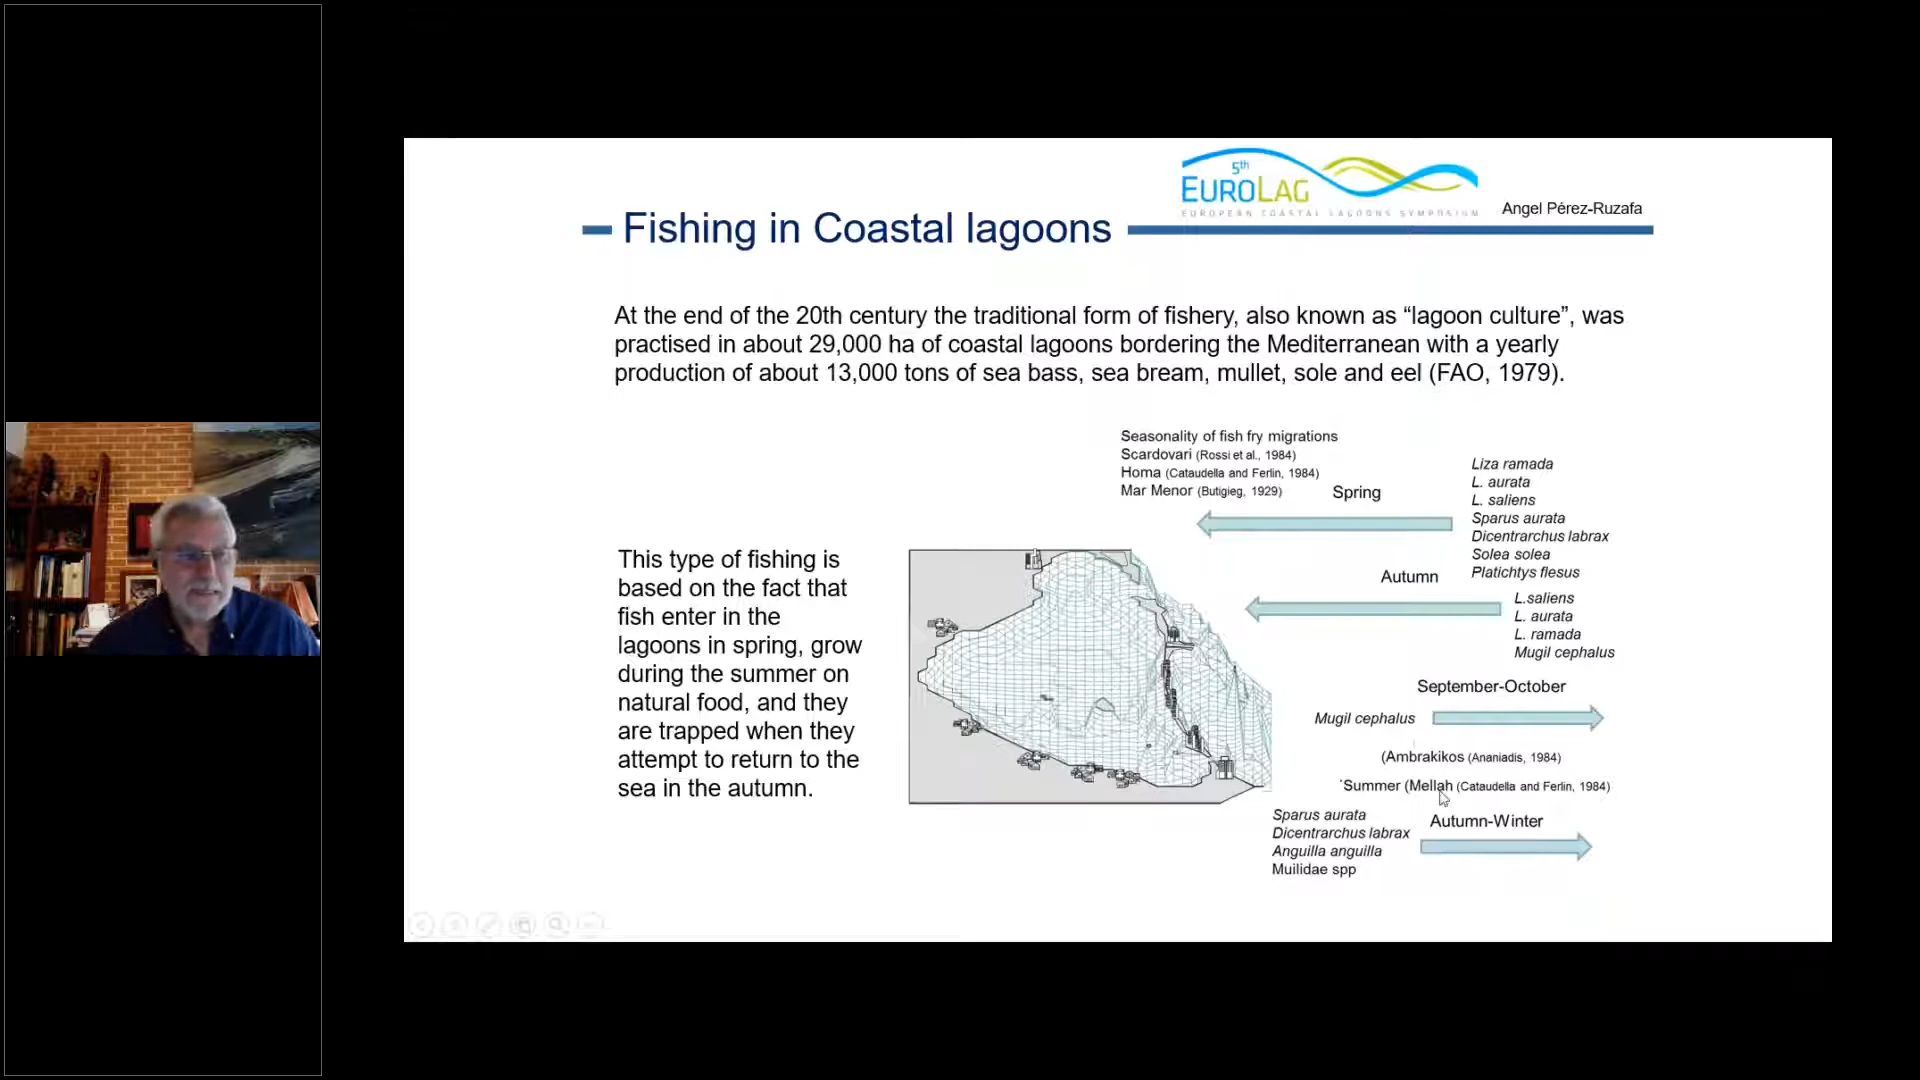 5th
EUROLAG
EUROPEAN COASTAL LAGOONS SYMPOSIUM
Angel Pérez-Ruzafa
Fishing in Coastal lagoons
At the end of the 20th century the traditional form of fishery, also known as “lagoon culture”, was
practised in about 29,000 ha of coastal lagoons bordering the Mediterranean with a yearly
production of about 13,000 tons of sea bass, sea bream, mullet, sole and eel (FAO, 1979).
This type of fishing is
based on the fact that
fish enter in the
lagoons in spring, grow
during the summer on
natural food, and they
are trapped when they
attempt to return to the
sea in the autumn.
Seasonality of fish fry migrations
Scardovari (Rossi et al., 1984)
Homa (Cataudella and Ferlin, 1984)
Mar Menor (Butigieg, 1929)
Spring
Liza ramada
L. aurata
L. saliens
Sparus aurata
Dicentrarchus labrax
Solea solea
Platichtys flesus
Autumn
L.saliens
L. aurata
L. ramada
Mugil cephalus
September-October
Mugil cephalus
(Ambrakikos (Ananiadis, 1984)
Summer (Mellah (Cataudella and Ferlin, 1984)
Autumn-Winter
Sparus aurata
Dicentrarchus labrax
Anguilla anguilla
Muilidae spp